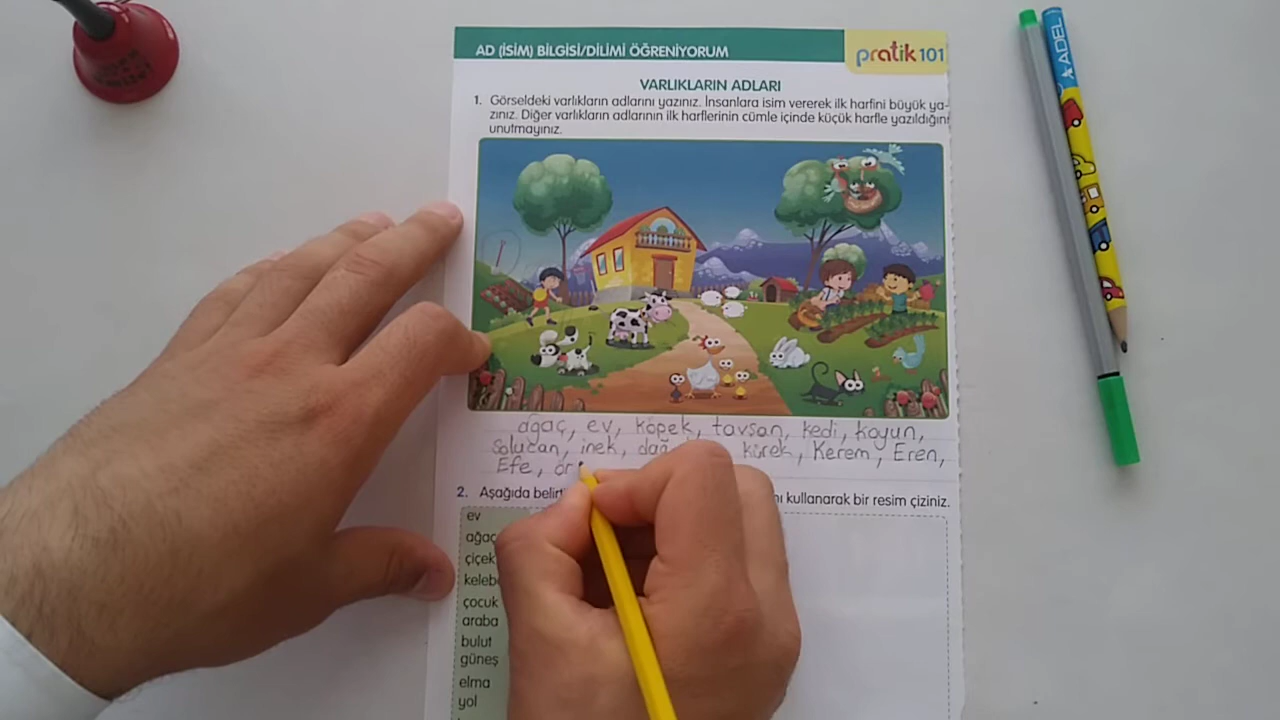 AD (İSİM) BİLGİSİ/DİLİMİ ÖĞRENİYORUM
pratik 101
VARLIKLARIN ADLARI
1. Görseldeki varlıkların adlarını yazınız. İnsanlara isim vererek ilk harfini büyük ya-
zınız. Diğer varlıkların adlarının ilk harflerinin cümle içinde küçük harfle yazıldığını
unutmayınız.
ağaç, ev, köpek, tavşan, kedi, koyun,
Solucan, inek, dağ kürek, Kerem, Eren,
Efe, ör
2. Aşağıda nı kullanarak bir resim çiziniz.
ev
ağaç
çiçek
çocuk
araba
bulut
güneş
elma
yol
ADEL